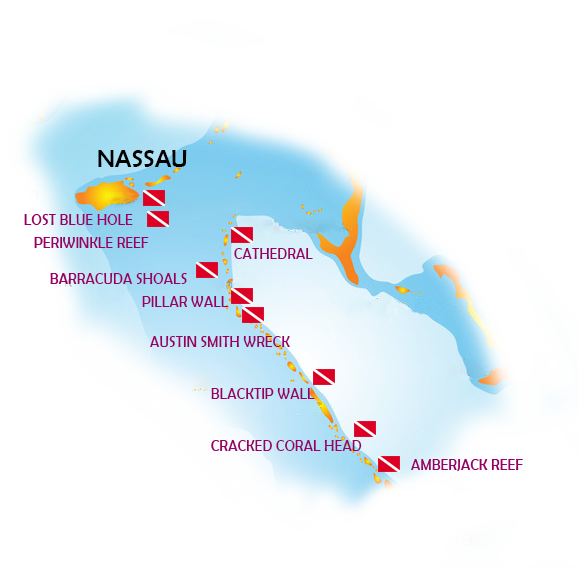 NASSAU
LOST BLUE HOLE
PERIWINKLE REEF
CATHEDRAL
BARRACUDA SHOALS
PILLAR WALL
AUSTIN SMITH WRECK
BLACKTIP WALL
CRACKED CORAL HEAD
AMBERJACK REEF